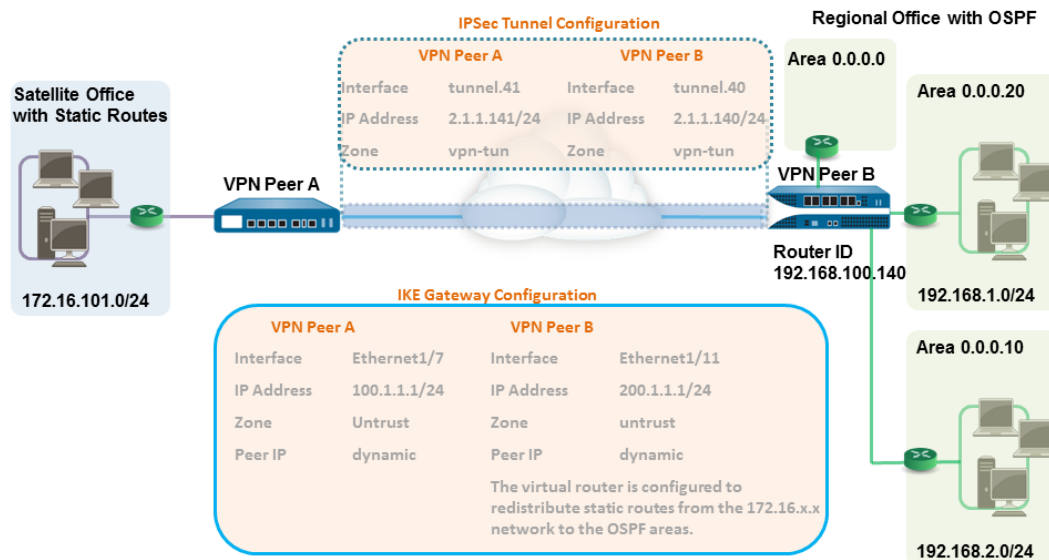 IPSec Tunnel Configuration
VPN Peer A VPN Peer B
Interface tunnel.41 Interface tunnel.40
IP Address 2.1.1.141/24 IP Address 2.1.1.140/24
Zone vpn-tun Zone vpn-tun
Regional Office with OSPF
Area 0.0.0.0
Area 0.0.0.20
Satellite Office
with Static Routes
VPN Peer A
VPN Peer B
Router ID
192.168.100.140
172.16.101.0/24
192.168.1.0/24
IKE Gateway Configuration
VPN Peer A VPN Peer B
Interface Ethernet1/7 Interface Ethernet1/11
IP Address 100.1.1.1/24 IP Address 200.1.1.1/24
Zone Untrust Zone untrust
Peer IP dynamic Peer IP dynamic
The virtual router is configured to
redistribute static routes from the 172.16.x.x
network to the OSPF areas.
Area 0.0.0.10
192.168.2.0/24